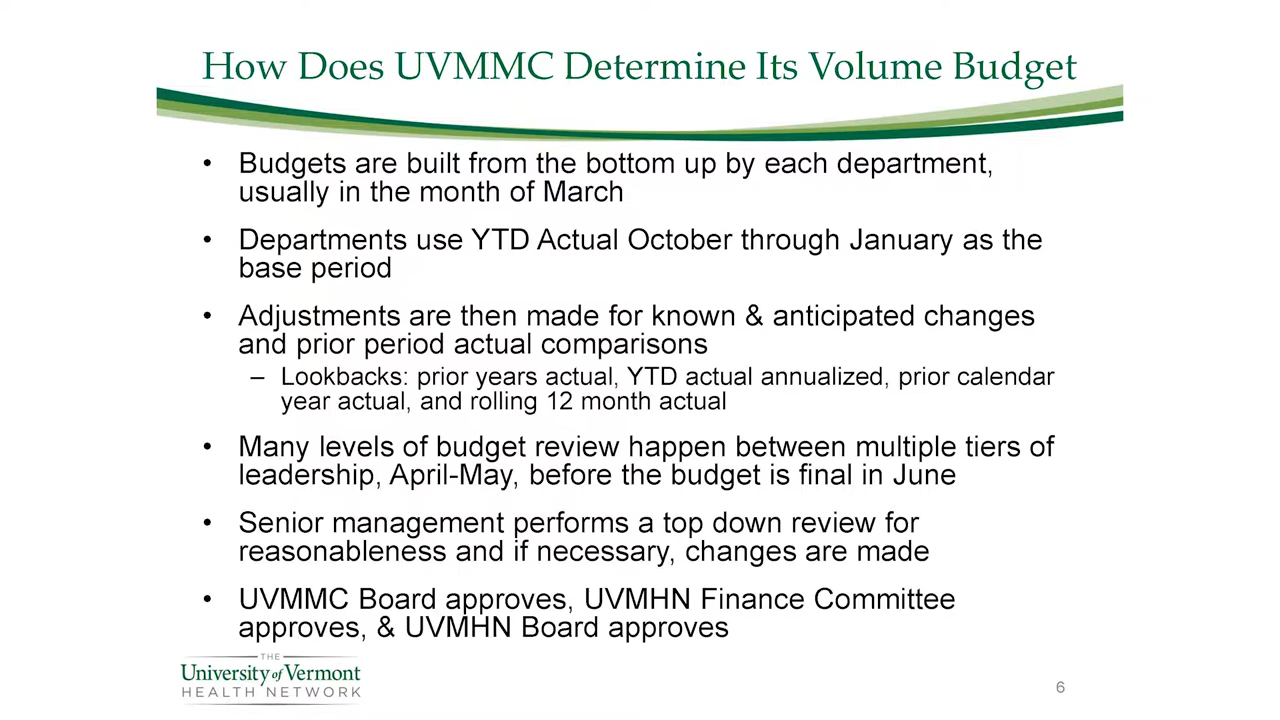 How Does UVMMC Determine Its Volume Budget
• Budgets are built from the bottom up by each department,
usually in the month of March
• Departments use YTD Actual October through January as the
base period
• Adjustments are then made for known & anticipated changes
and prior period actual comparisons
– Lookbacks: prior years actual, YTD actual annualized, prior calendar
year actual, and rolling 12 month actual
• Many levels of budget review happen between multiple tiers of
leadership, April-May, before the budget is final in June
• Senior management performs a top down review for
reasonableness and if necessary, changes are made
• UVMMC Board approves, UVMHN Finance Committee
approves, & UVMHN Board approves
THE
University of Vermont
HEALTH NETWORK
6